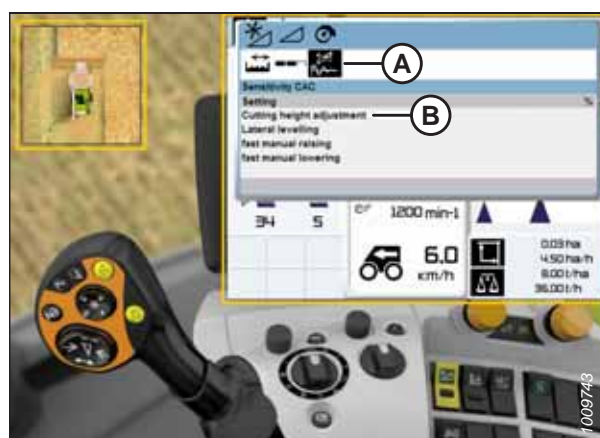 A
Sensitivity CAC
Setting %
Cutting height adjustment
B
Lateral levelling
fast manual raising
fast manual lowering
34 5
1200 min-1
6.0
km/h
0.03 ha
4.50 ha/h
8.00 t/ha
36.00 t/h
1009743